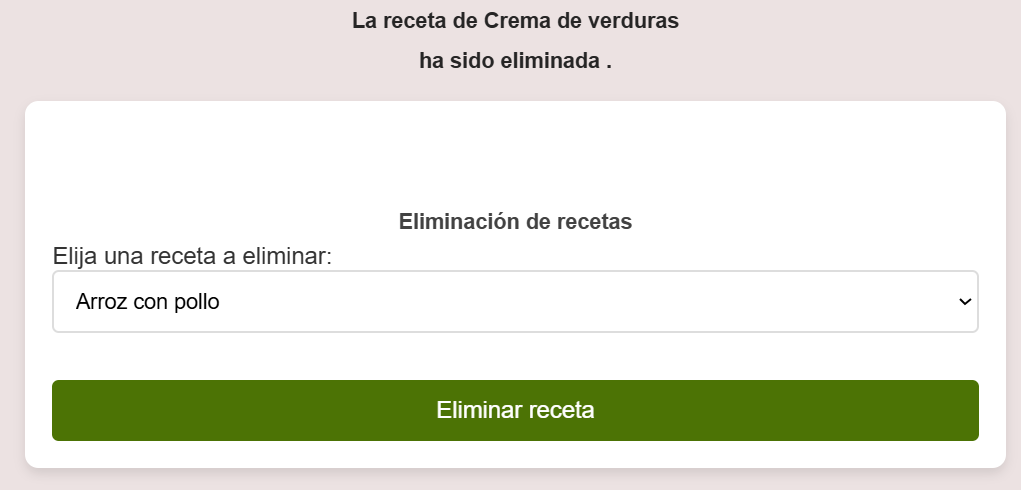 La receta de Crema de verduras
ha sido eliminada .
Eliminación de recetas
Elija una receta a eliminar:
Arroz con pollo
Eliminar receta